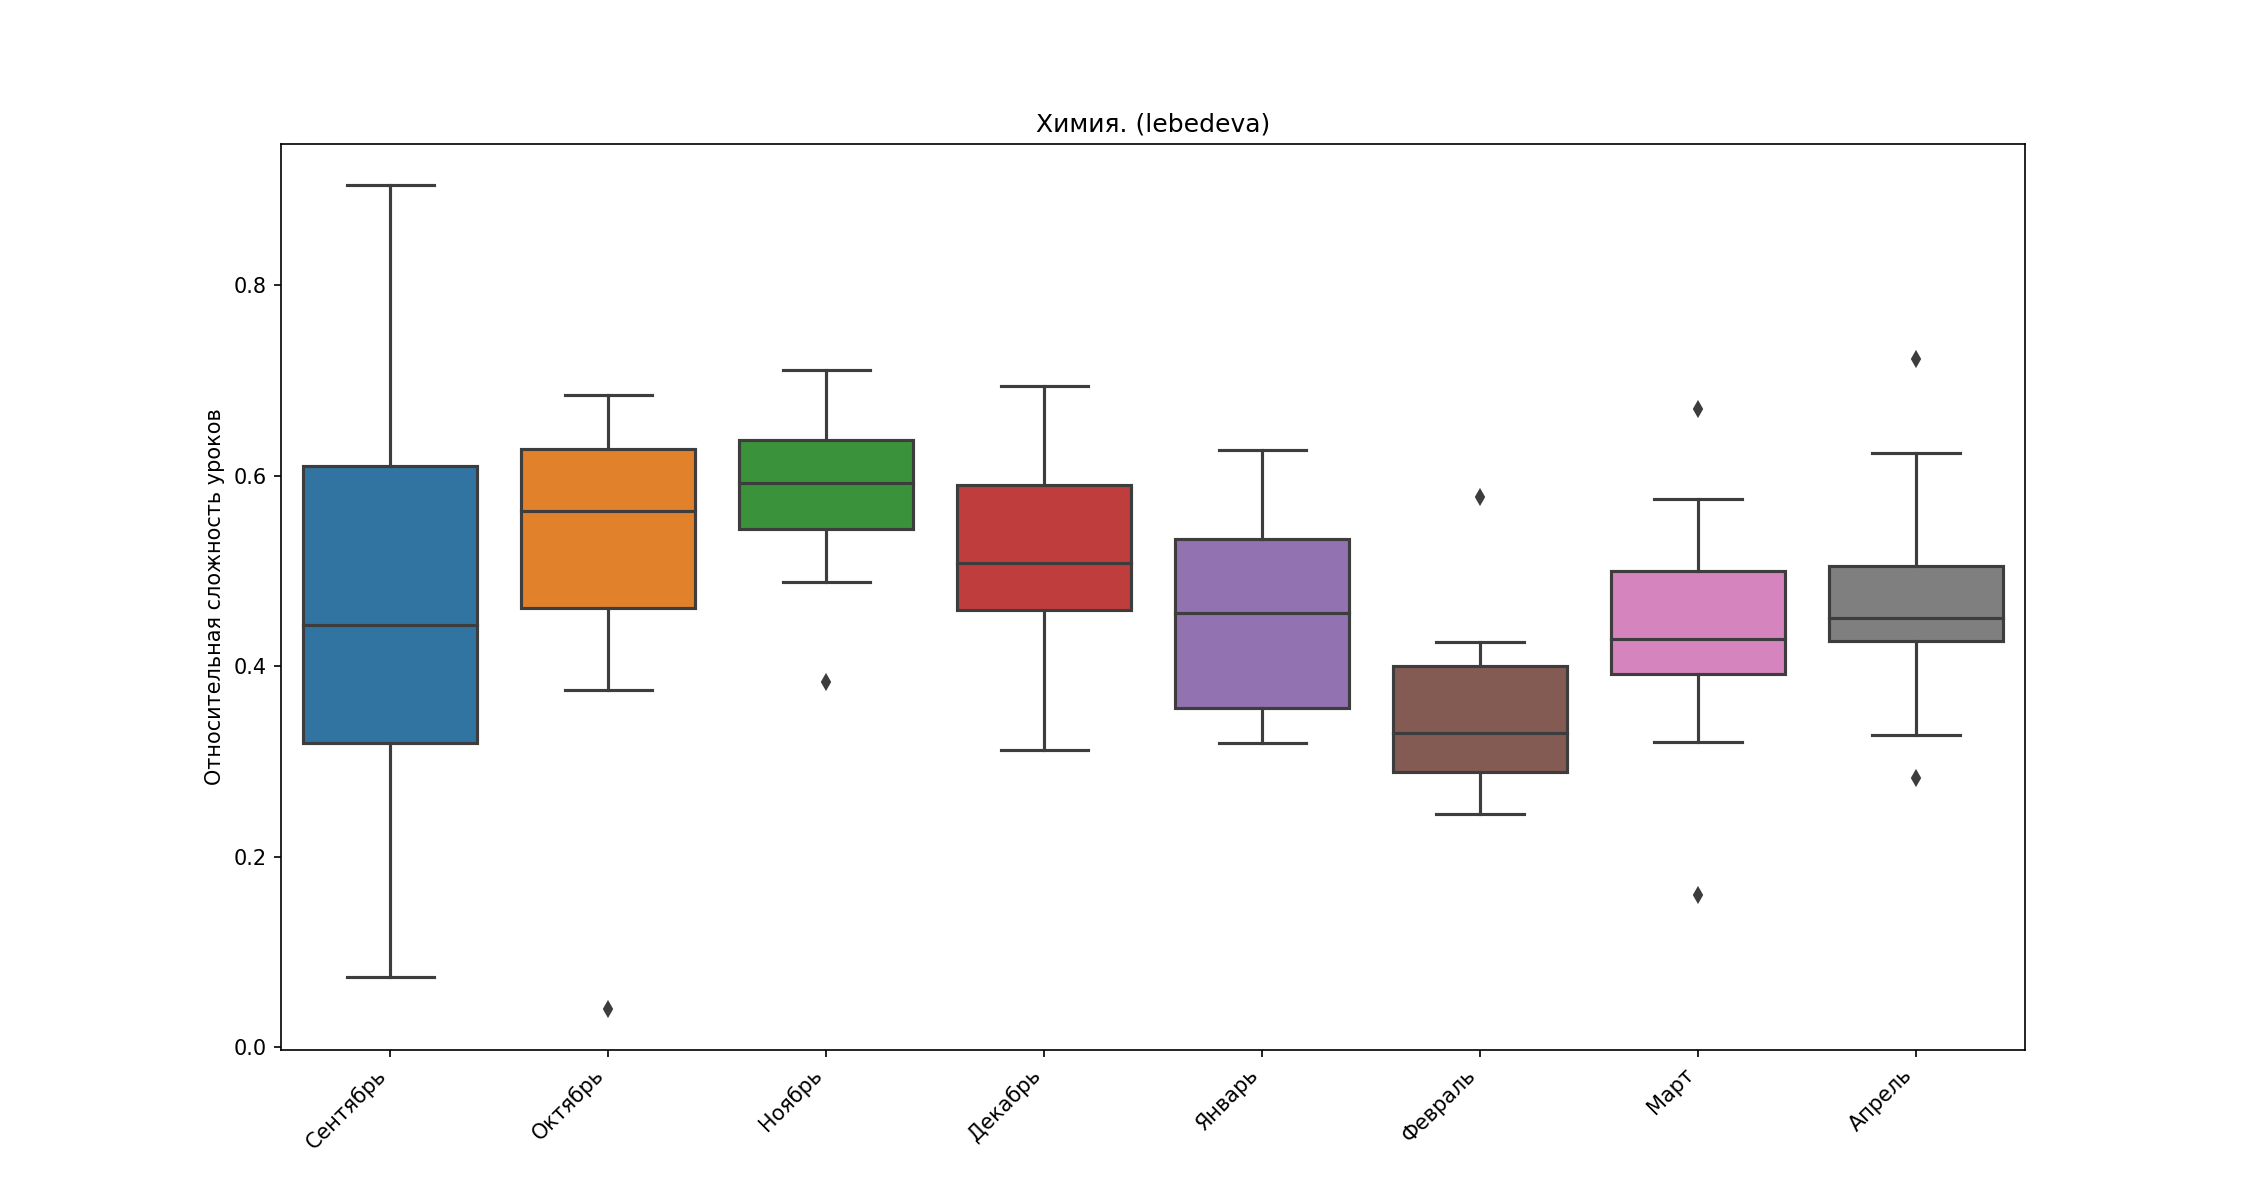 Химия. (lebedeva)
Относительная сложность уроков
0.8
0.6
0.4
0.2
0.0
Сентябрь
Октябрь
Ноябрь
Декабрь
Январь
Февраль
Март
Апрель